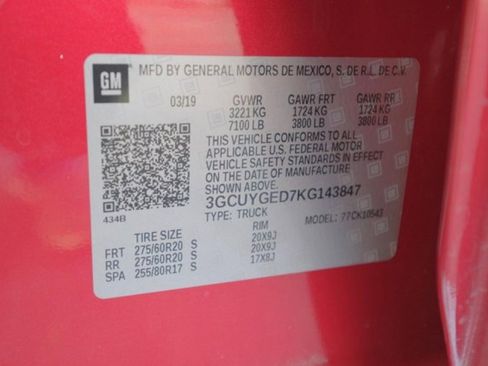 GM
MFD BY GENERAL MOTORS DE MEXICO, S. DE R.L. DE C.V.
03/19 GVWR GAWR FRT GAWR RR
3221 KG 1724 KG 1724 KG
7100 LB 3800 LB 3800 LB
THIS VEHICLE CONFORMS TO ALL
APPLICABLE U.S. FEDERAL MOTOR
VEHICLE SAFETY STANDARDS IN EFFECT
ON THE DATE OF MANUFACTURE
SHOWN ABOVE.
3GCUYGED7KG143847
434B TYPE: TRUCK MODEL: 77CK10543
TIRE SIZE RIM
FRT 275/60R20 S 20X9J
RR 275/60R20 S 20X9J
SPA 255/80R17 S 17X8J